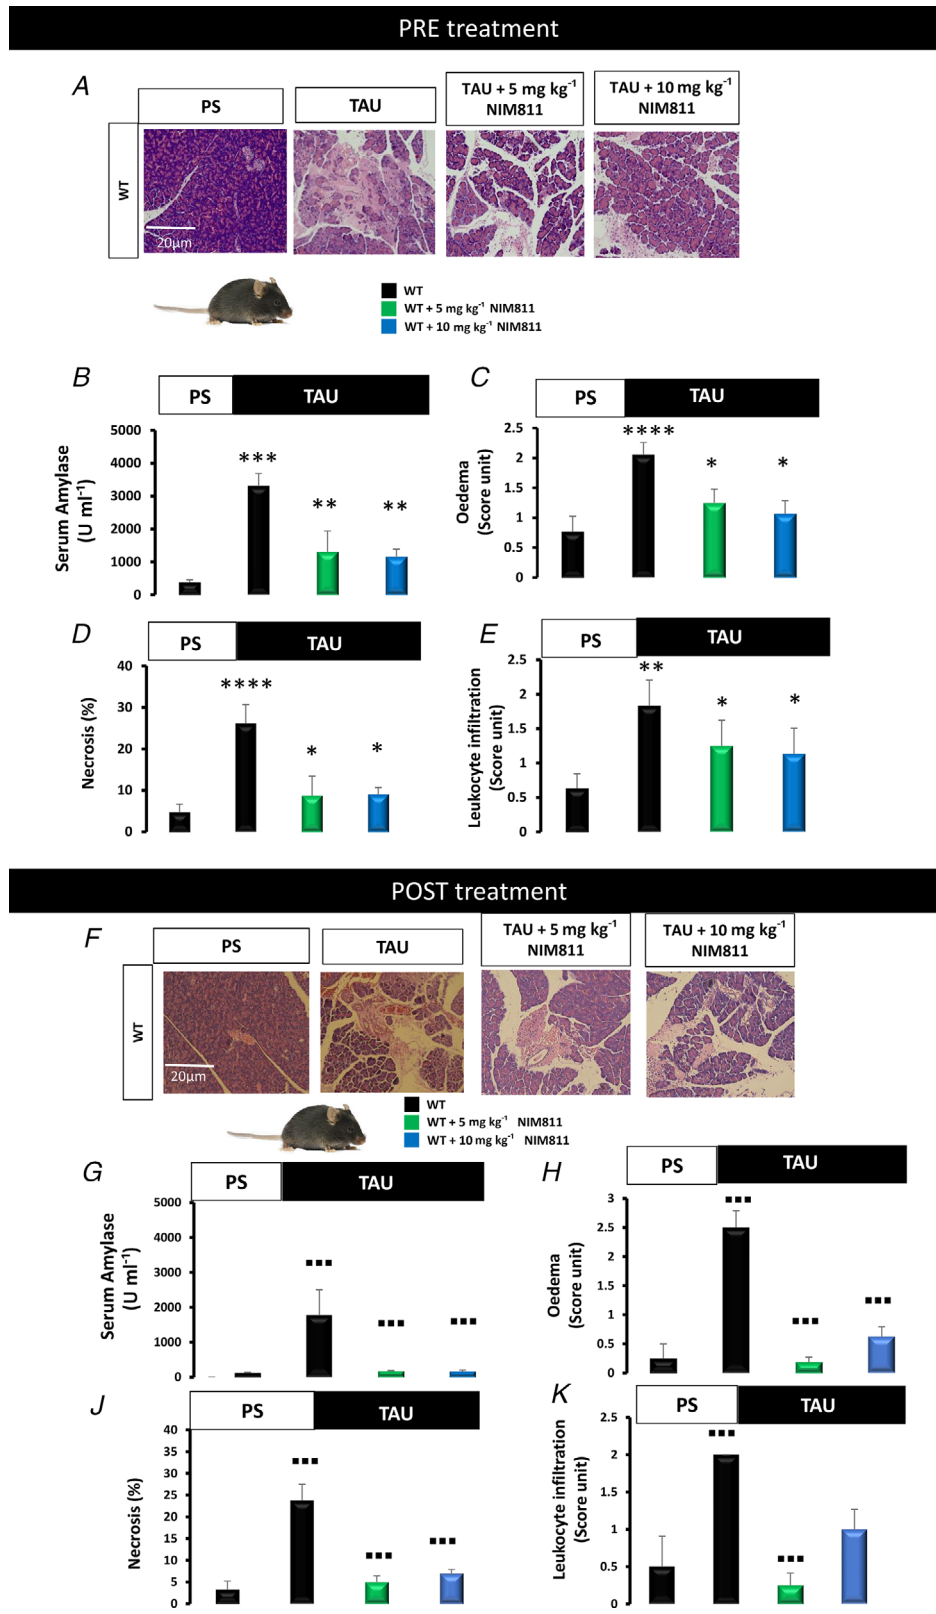 PRE treatment
A
PS
TAU
TAU + 5 mg kg⁻¹
NIM811
TAU + 10 mg kg⁻¹
NIM811
WT
20µm
WT
WT + 5 mg kg⁻¹ NIM811
WT + 10 mg kg⁻¹ NIM811
B
PS
TAU
Serum Amylase
(U ml⁻¹)
5000
4000
3000
2000
1000
0
***
**
**
C
PS
TAU
Oedema
(Score unit)
2.5
2
1.5
1
0.5
0
****
*
*
D
PS
TAU
Necrosis (%)
40
30
20
10
0
****
*
*
E
PS
TAU
Leukocyte infiltration
(Score unit)
2.5
2
1.5
1
0.5
0
**
*
*
POST treatment
F
PS
TAU
TAU + 5 mg kg⁻¹
NIM811
TAU + 10 mg kg⁻¹
NIM811
WT
20µm
WT
WT + 5 mg kg⁻¹ NIM811
WT + 10 mg kg⁻¹ NIM811
G
PS
TAU
Serum Amylase
(U ml⁻¹)
5000
4000
3000
2000
1000
0
▪▪▪
▪▪▪
▪▪▪
H
PS
TAU
Oedema
(Score unit)
3
2.5
2
1.5
1
0.5
0
▪▪▪
▪▪▪
▪▪▪
J
PS
TAU
Necrosis (%)
40
35
30
25
20
15
10
5
0
▪▪▪
▪▪▪
▪▪▪
K
PS
TAU
Leukocyte infiltration
(Score unit)
2.5
2
1.5
1
0.5
0
▪▪▪
▪▪▪